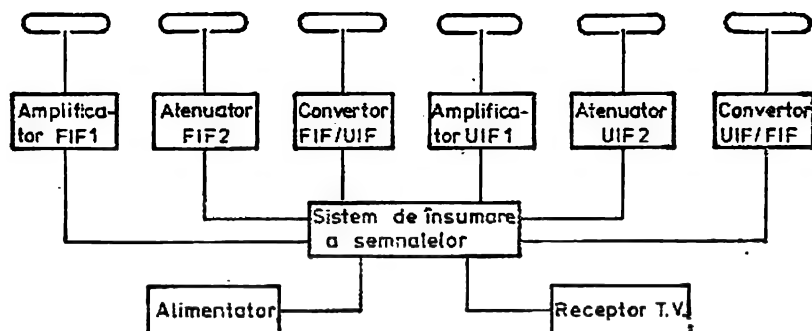 Amplifica-
tor FIF1
Atenuator
FIF2
Convertor
FIF/UIF
Amplifica-
tor UIF1
Atenuator
UIF2
Convertor
UIF/FIF
Sistem de însumare
a semnalelor
Alimentator
Receptor T.V.